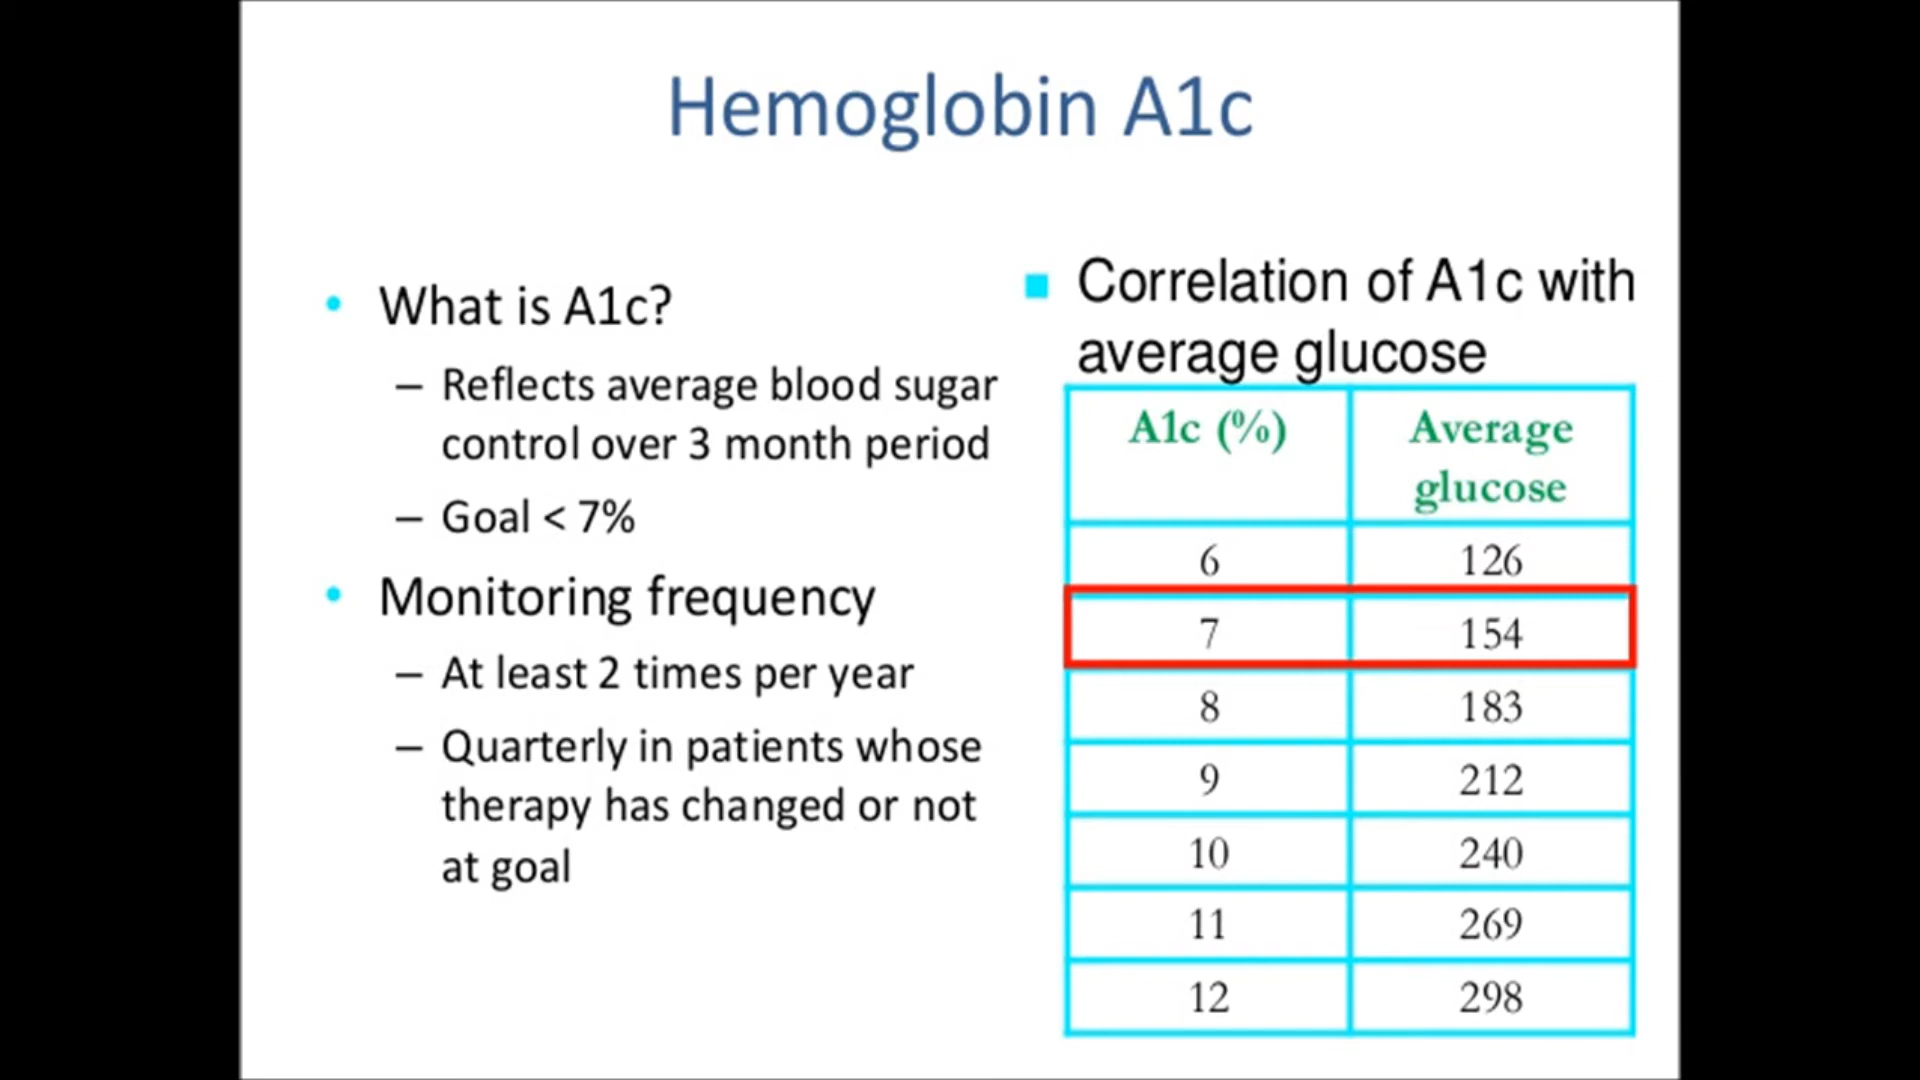 Hemoglobin A1c
• What is A1c?
– Reflects average blood sugar
control over 3 month period
– Goal < 7%
• Monitoring frequency
– At least 2 times per year
– Quarterly in patients whose
therapy has changed or not
at goal
■ Correlation of A1c with
average glucose
A1c (%) Average
glucose
6 126
7 154
8 183
9 212
10 240
11 269
12 298